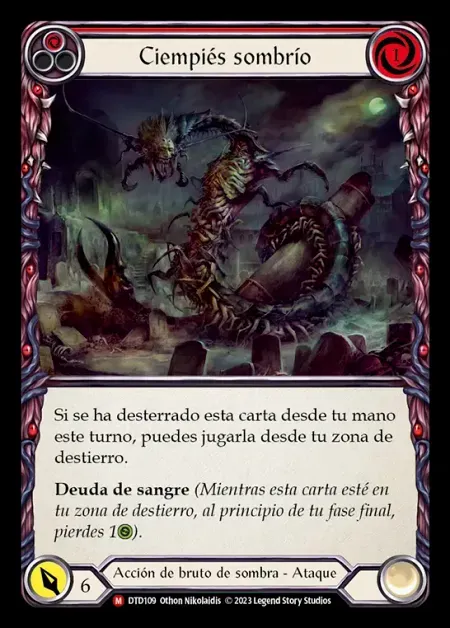 Ciempiés sombrío
1
Si se ha desterrado esta carta desde tu mano
este turno, puedes jugarla desde tu zona de
destierro.
Deuda de sangre (Mientras esta carta esté en
tu zona de destierro, al principio de tu fase final,
pierdes 1).
6
Acción de bruto de sombra - Ataque
M DTD109 Othon Nikolaidis © 2023 Legend Story Studios